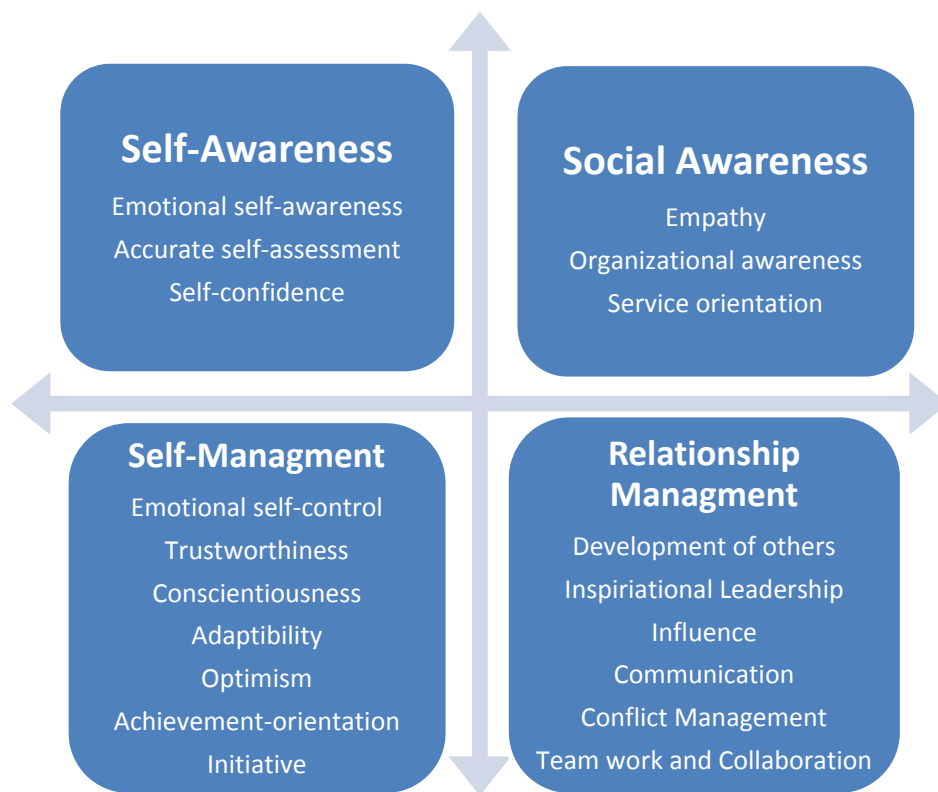 Self-Awareness
Emotional self-awareness
Accurate self-assessment
Self-confidence
Social Awareness
Empathy
Organizational awareness
Service orientation
Self-Managment
Emotional self-control
Trustworthiness
Conscientiousness
Adaptibility
Optimism
Achievement-orientation
Initiative
Relationship
Managment
Development of others
Inspiriational Leadership
Influence
Communication
Conflict Management
Team work and Collaboration